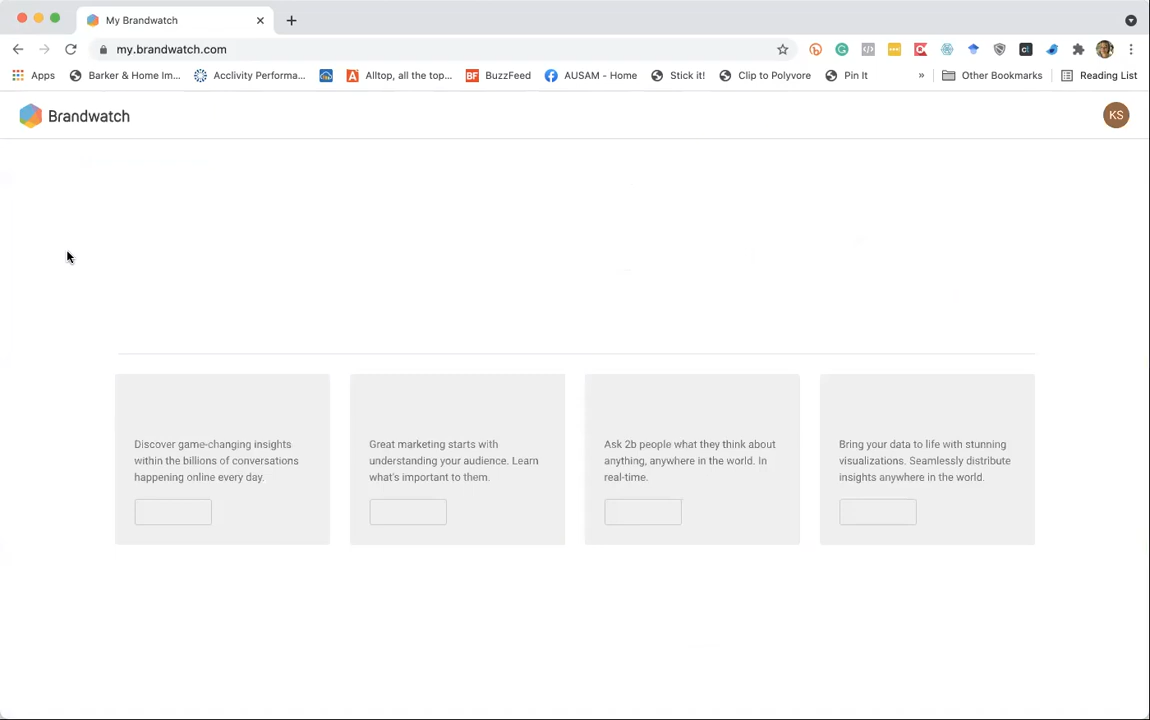 My Brandwatch
my.brandwatch.com
Apps
Barker & Home Im...
Acclivity Performa...
Alltop, all the top...
BF BuzzFeed
AUSAM - Home
Stick it!
Clip to Polyvore
Pin It
»
Other Bookmarks
Reading List
Brandwatch
KS
Discover game-changing insights
within the billions of conversations
happening online every day.
Great marketing starts with
understanding your audience. Learn
what's important to them.
Ask 2b people what they think about
anything, anywhere in the world. In
real-time.
Bring your data to life with stunning
visualizations. Seamlessly distribute
insights anywhere in the world.